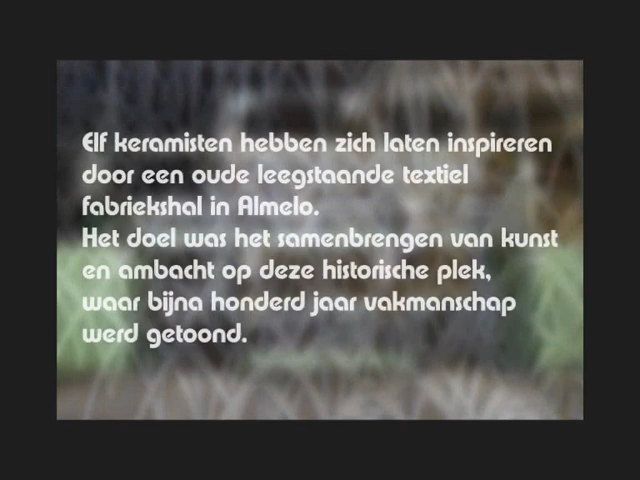 Elf keramisten hebben zich laten inspireren
door een oude leegstaande textiel
fabriekshal in Almelo.
Het doel was het samenbrengen van kunst
en ambacht op deze historische plek,
waar bijna honderd jaar vakmanschap
werd getoond.